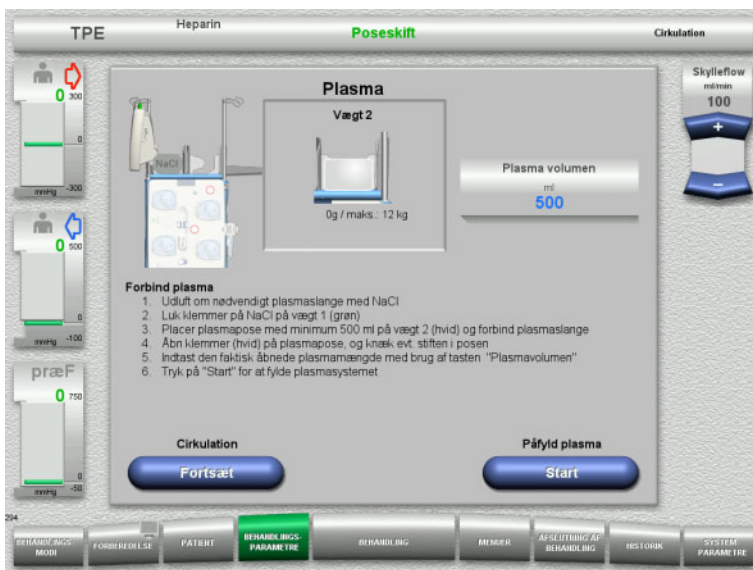 TPE
Heparin
Poseskift
Cirkulation
0
300
0
mmHg
-300
0
500
0
mmHg
-100
præF
0
750
0
mmHg
-50
Plasma
NaCl
Vægt 2
0g / maks.: 12 kg
Plasma volumen
ml
500
Skylleflow
ml/min
100
+
−
Forbind plasma
1. Udluft om nødvendigt plasmaslange med NaCl
2. Luk klemmer på NaCl på vægt 1 (grøn)
3. Placer plasmapose med minimum 500 ml på vægt 2 (hvid) og forbind plasmaslange
4. Åbn klemmer (hvid) på plasmapose, og knæk evt. stiften i posen
5. Indtast den faktisk åbnede plasmamængde med brug af tasten "Plasmavolumen"
6. Tryk på "Start" for at fylde plasmasystemet
Cirkulation
Fortsæt
Påfyld plasma
Start
294
BEHANDLINGS-
MODI
FORBEREDELSE
PATIENT
BEHANDLINGS-
PARAMETRE
BEHANDLING
MENUER
AFSLUTNING AF
BEHANDLING
HISTORIK
SYSTEM
PARAMETRE